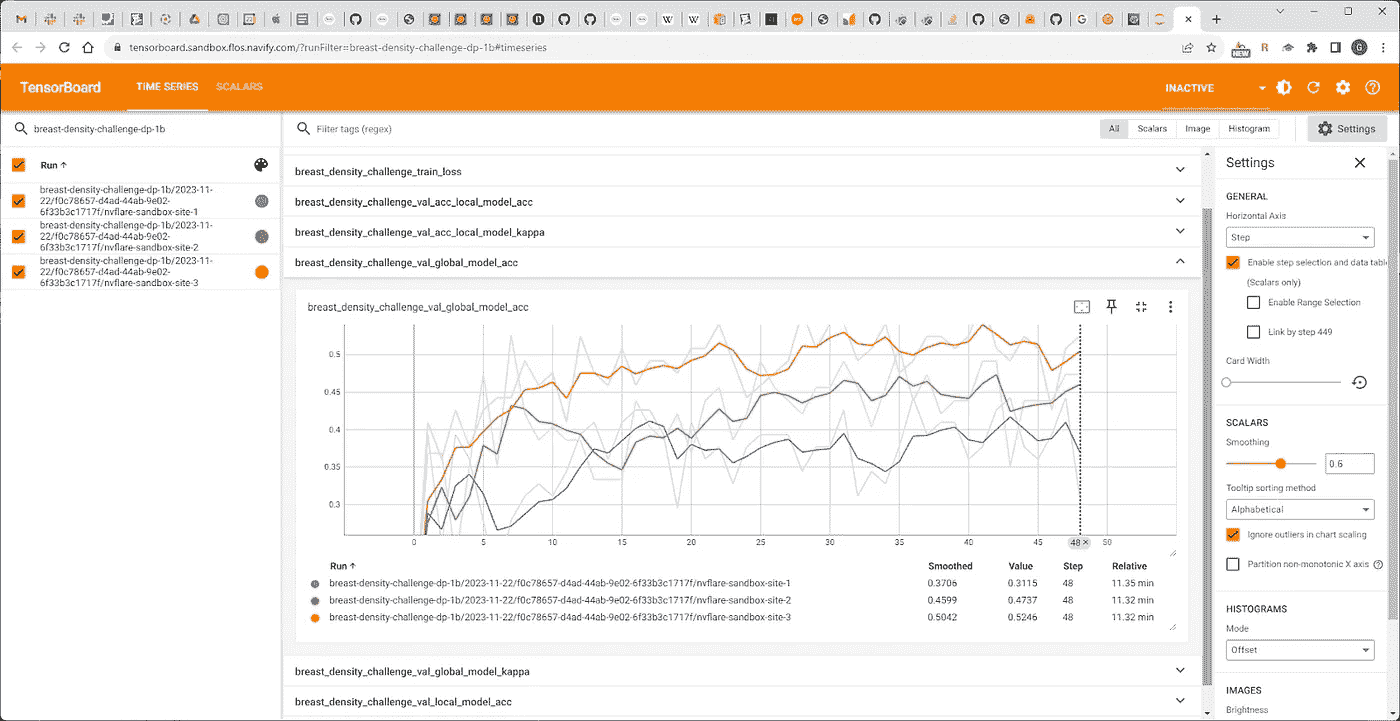 tensorboard.sandbox.flos.navify.com/?runFilter=breast-density-challenge-dp-1b#timeseries
NEW
R
G
TensorBoard
TIME SERIES
SCALARS
INACTIVE
breast-density-challenge-dp-1b
Filter tags (regex)
All
Scalars
Image
Histogram
Settings
Run ↑
breast-density-challenge-dp-1b/2023-11-
22/f0c78657-d4ad-44ab-9e02-
6f33b3c1717f/nvflare-sandbox-site-1
breast-density-challenge-dp-1b/2023-11-
22/f0c78657-d4ad-44ab-9e02-
6f33b3c1717f/nvflare-sandbox-site-2
breast-density-challenge-dp-1b/2023-11-
22/f0c78657-d4ad-44ab-9e02-
6f33b3c1717f/nvflare-sandbox-site-3
breast_density_challenge_train_loss
breast_density_challenge_val_acc_local_model_acc
breast_density_challenge_val_acc_local_model_kappa
breast_density_challenge_val_global_model_acc
breast_density_challenge_val_global_model_acc
0.5
0.45
0.4
0.35
0.3
0 5 10 15 20 25 30 35 40 45 48 × 50
Run ↑ Smoothed Value Step Relative
breast-density-challenge-dp-1b/2023-11-22/f0c78657-d4ad-44ab-9e02-6f33b3c1717f/nvflare-sandbox-site-1 0.3706 0.3115 48 11.35 min
breast-density-challenge-dp-1b/2023-11-22/f0c78657-d4ad-44ab-9e02-6f33b3c1717f/nvflare-sandbox-site-2 0.4599 0.4737 48 11.32 min
breast-density-challenge-dp-1b/2023-11-22/f0c78657-d4ad-44ab-9e02-6f33b3c1717f/nvflare-sandbox-site-3 0.5042 0.5246 48 11.32 min
breast_density_challenge_val_global_model_kappa
breast_density_challenge_val_local_model_acc
Settings
GENERAL
Horizontal Axis
Step
Enable step selection and data table
(Scalars only)
Enable Range Selection
Link by step 449
Card Width
SCALARS
Smoothing
0.6
Tooltip sorting method
Alphabetical
Ignore outliers in chart scaling
Partition non-monotonic X axis
HISTOGRAMS
Mode
Offset
IMAGES
Brightness